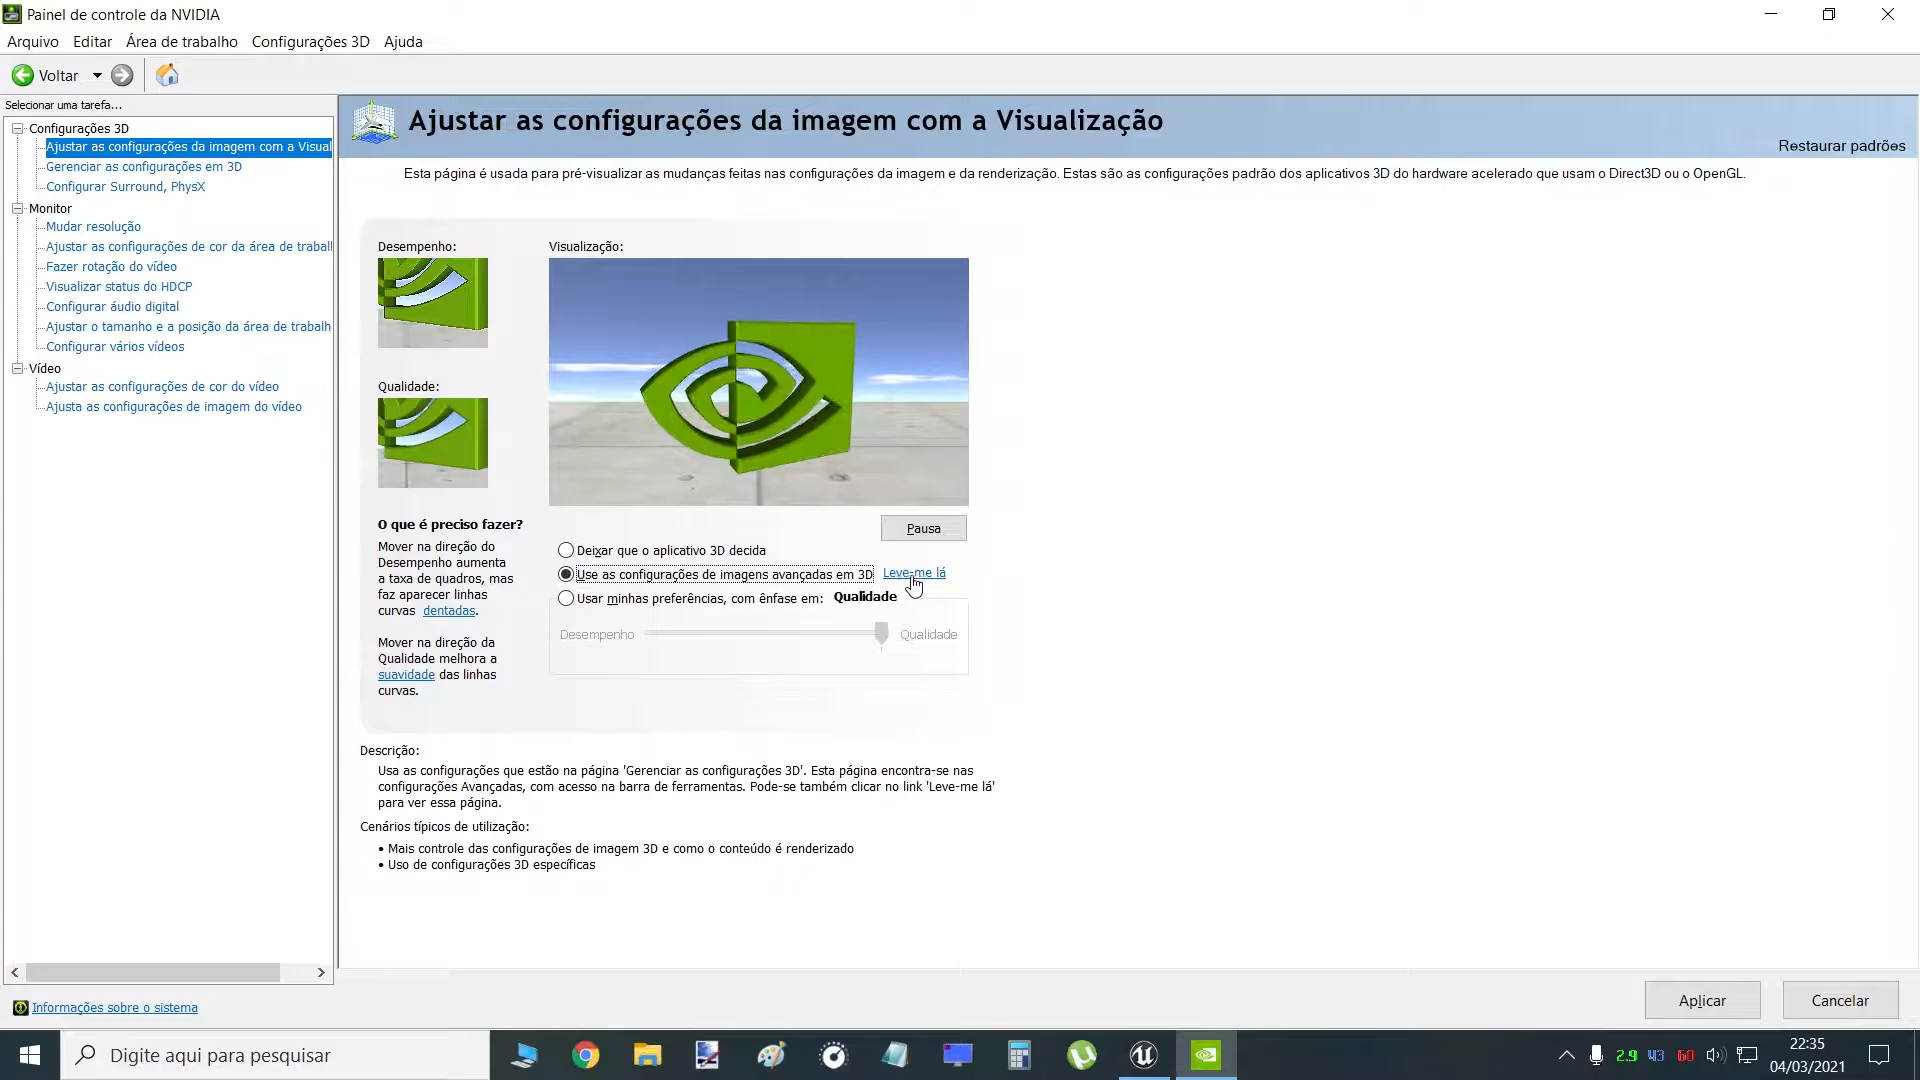 Painel de controle da NVIDIA
Arquivo Editar Área de trabalho Configurações 3D Ajuda
Voltar
Selecionar uma tarefa...
Configurações 3D
Ajustar as configurações da imagem com a Visual
Gerenciar as configurações em 3D
Configurar Surround, PhysX
Monitor
Mudar resolução
Ajustar as configurações de cor da área de traball
Fazer rotação do vídeo
Visualizar status do HDCP
Configurar áudio digital
Ajustar o tamanho e a posição da área de trabalh
Configurar vários vídeos
Vídeo
Ajustar as configurações de cor do vídeo
Ajusta as configurações de imagem do vídeo
Informações sobre o sistema
Ajustar as configurações da imagem com a Visualização
Restaurar padrões
Esta página é usada para pré-visualizar as mudanças feitas nas configurações da imagem e da renderização. Estas são as configurações padrão dos aplicativos 3D do hardware acelerado que usam o Direct3D ou o OpenGL.
Desempenho:
Qualidade:
O que é preciso fazer?
Mover na direção do
Desempenho aumenta
a taxa de quadros, mas
faz aparecer linhas
curvas dentadas.
Mover na direção da
Qualidade melhora a
suavidade das linhas
curvas.
Visualização:
Pausa
Deixar que o aplicativo 3D decida
Use as configurações de imagens avançadas em 3D Leve-me lá
Usar minhas preferências, com ênfase em: Qualidade
Desempenho Qualidade
Descrição:
Usa as configurações que estão na página 'Gerenciar as configurações 3D'. Esta página encontra-se nas
configurações Avançadas, com acesso na barra de ferramentas. Pode-se também clicar no link 'Leve-me lá'
para ver essa página.
Cenários típicos de utilização:
• Mais controle das configurações de imagem 3D e como o conteúdo é renderizado
• Uso de configurações 3D específicas
Aplicar Cancelar
Digite aqui para pesquisar
2.9 43 60
22:35
04/03/2021